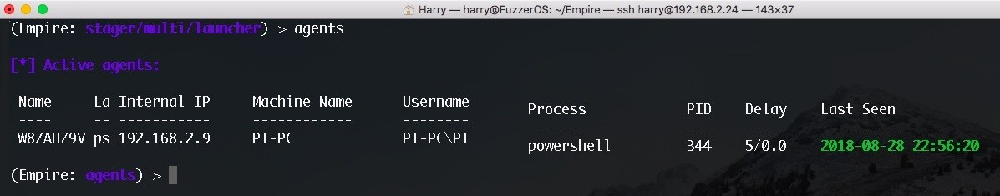 Harry — harry@FuzzerOS: ~/Empire — ssh harry@192.168.2.24 — 143×37
(Empire: stager/multi/launcher) > agents
[*] Active agents:
Name La Internal IP Machine Name Username Process PID Delay Last Seen
---- -- ----------- ------------ -------- ------- --- ----- ---------
W8ZAH79V ps 192.168.2.9 PT-PC PT-PC\PT powershell 344 5/0.0 2018-08-28 22:56:20
(Empire: agents) >